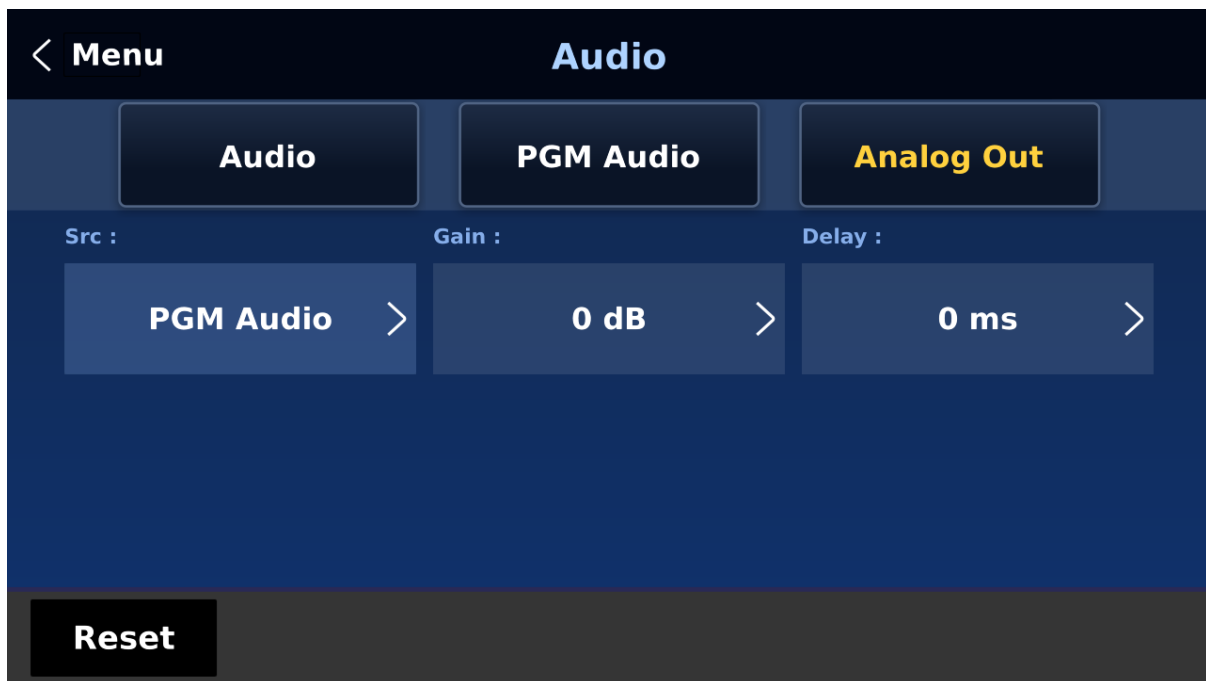 Menu
Audio
Audio
PGM Audio
Analog Out
Src :
Gain :
Delay :
PGM Audio
0 dB
0 ms
Reset